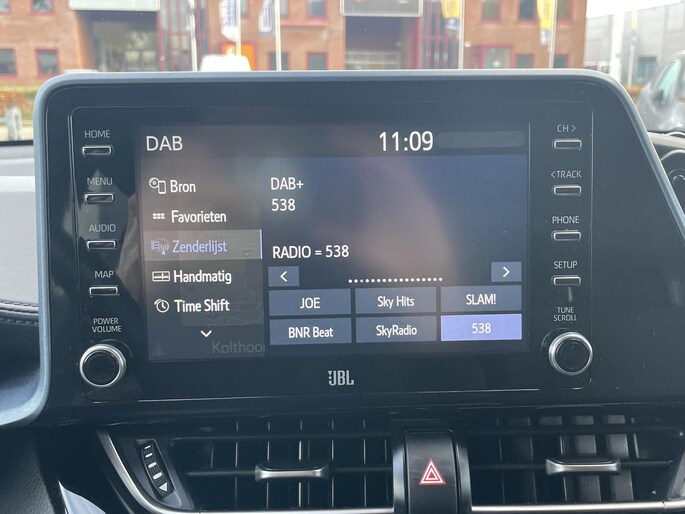 HOME
MENU
AUDIO
MAP
POWER
VOLUME
DAB
11:09
Bron
Favorieten
Zenderlijst
Handmatig
Time Shift
DAB+
538
RADIO = 538
<
>
JOE
Sky Hits
SLAM!
BNR Beat
SkyRadio
538
Kolthoor
CH >
< TRACK
PHONE
SETUP
TUNE
SCROLL
JBL